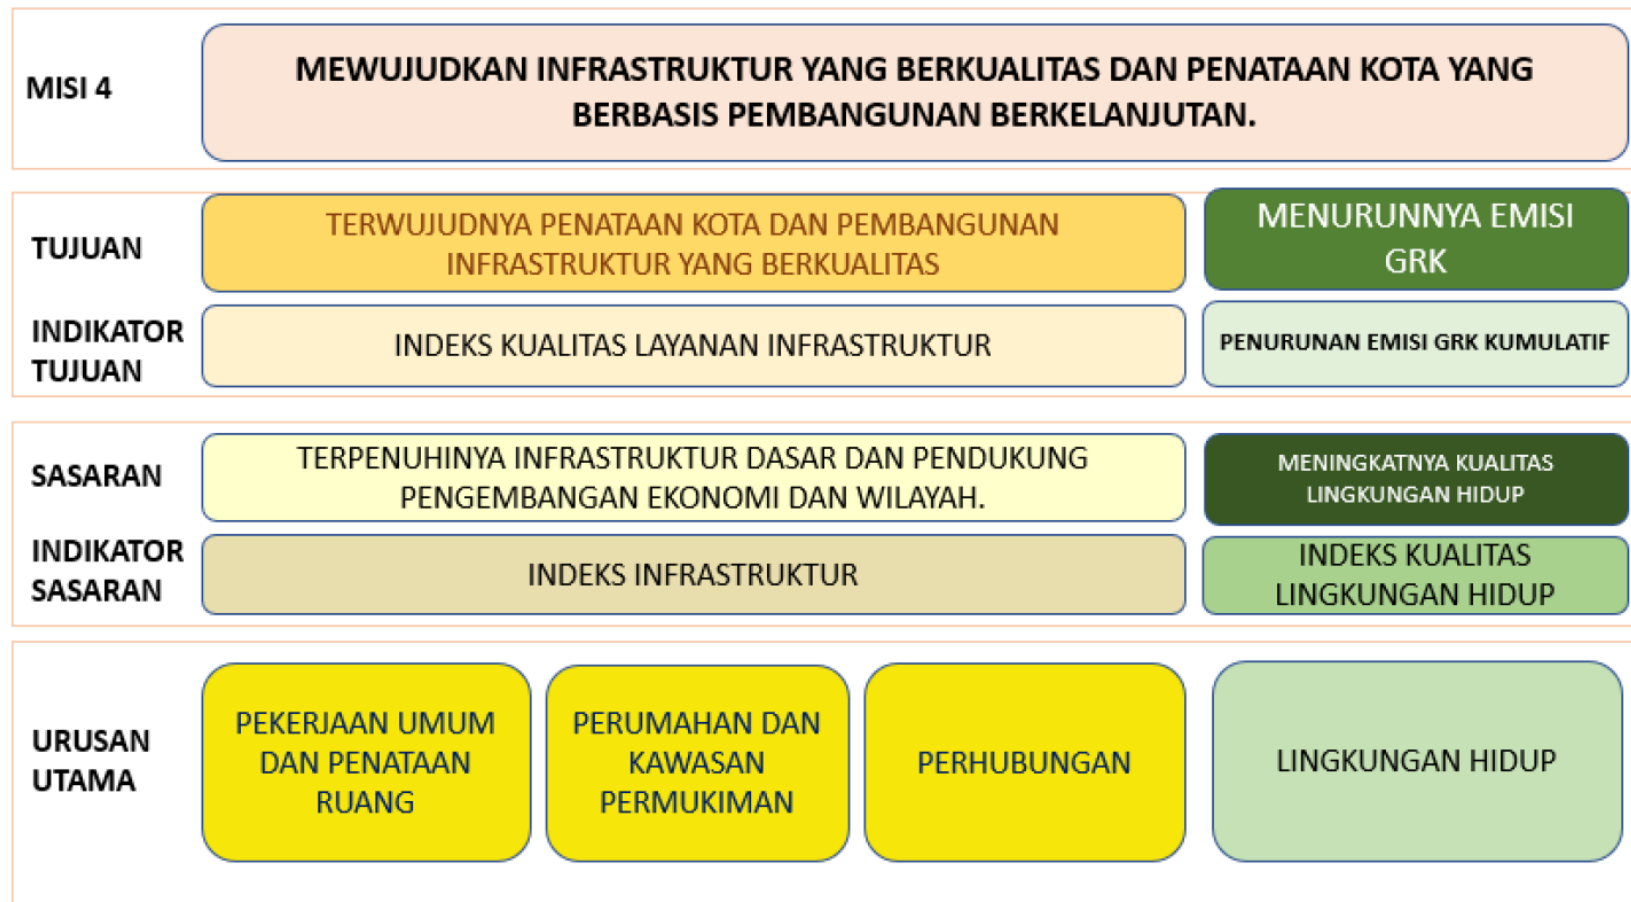 MISI 4
MEWUJUDKAN INFRASTRUKTUR YANG BERKUALITAS DAN PENATAAN KOTA YANG
BERBASIS PEMBANGUNAN BERKELANJUTAN.
TUJUAN
TERWUJUDNYA PENATAAN KOTA DAN PEMBANGUNAN
INFRASTRUKTUR YANG BERKUALITAS
MENURUNNYA EMISI
GRK
INDIKATOR
TUJUAN
INDEKS KUALITAS LAYANAN INFRASTRUKTUR
PENURUNAN EMISI GRK KUMULATIF
SASARAN
TERPENUHINYA INFRASTRUKTUR DASAR DAN PENDUKUNG
PENGEMBANGAN EKONOMI DAN WILAYAH.
MENINGKATNYA KUALITAS
LINGKUNGAN HIDUP
INDIKATOR
SASARAN
INDEKS INFRASTRUKTUR
INDEKS KUALITAS
LINGKUNGAN HIDUP
URUSAN
UTAMA
PEKERJAAN UMUM
DAN PENATAAN
RUANG
PERUMAHAN DAN
KAWASAN
PERMUKIMAN
PERHUBUNGAN
LINGKUNGAN HIDUP